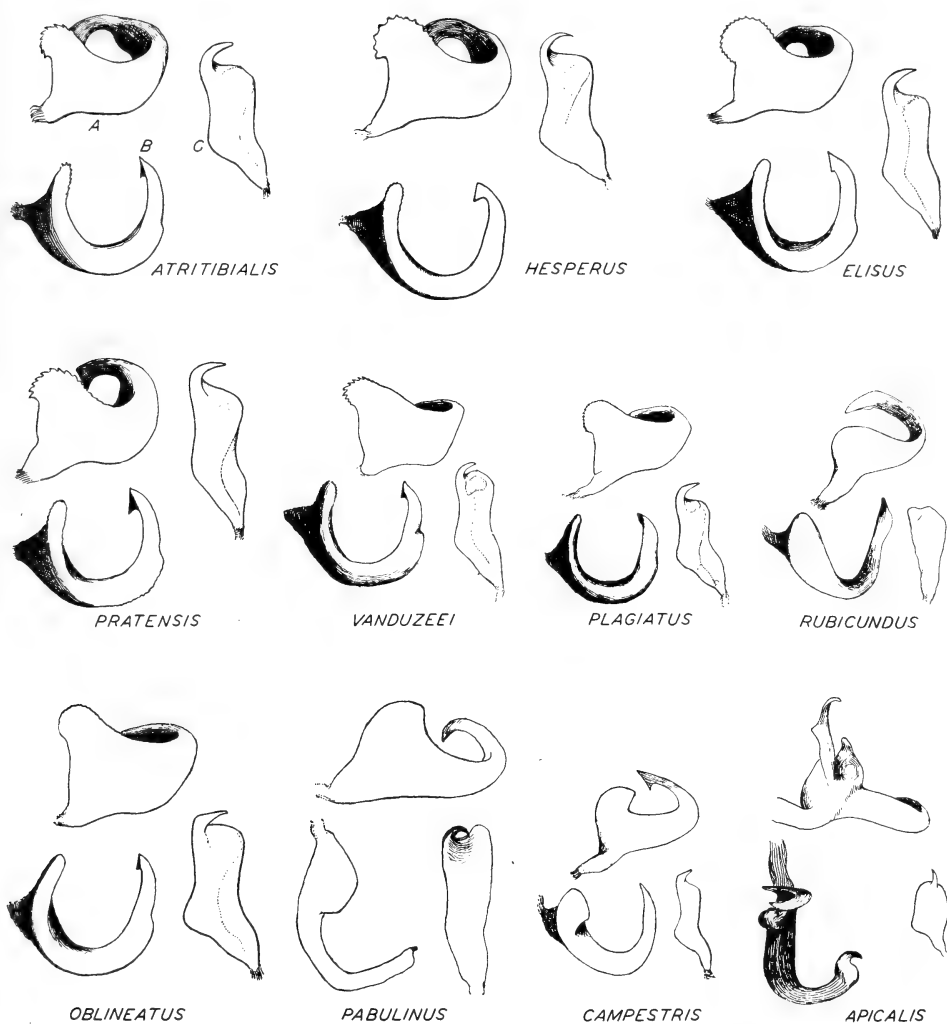 A
B
C
ATRITIBIALIS
HESPERUS
ELISUS
PRATENSIS
VANDUZEEI
PLAGIATUS
RUBICUNDUS
OBLINEATUS
PABULINUS
CAMPESTRIS
APICALIS